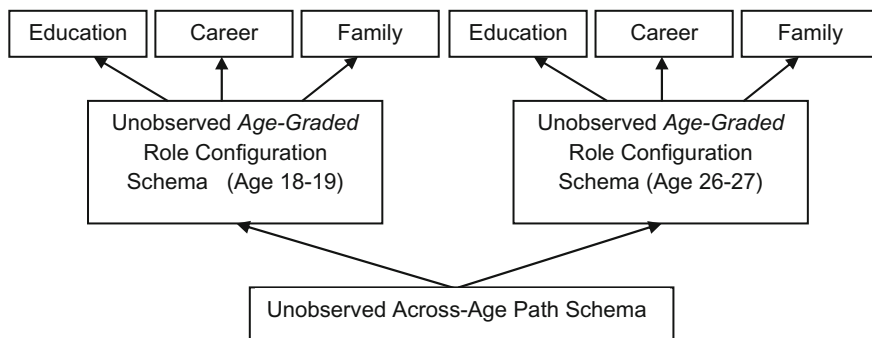 Education Career Family Education Career Family
Unobserved Age-Graded
Role Configuration
Schema (Age 18-19)
Unobserved Age-Graded
Role Configuration
Schema (Age 26-27)
Unobserved Across-Age Path Schema